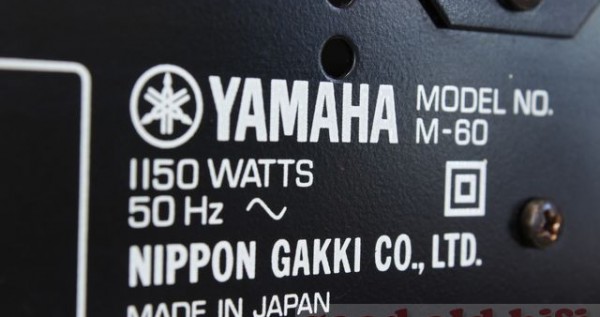 YAMAHA MODEL NO. M-60
1150 WATTS
50 Hz ~
NIPPON GAKKI CO., LTD.
MADE IN JAPAN